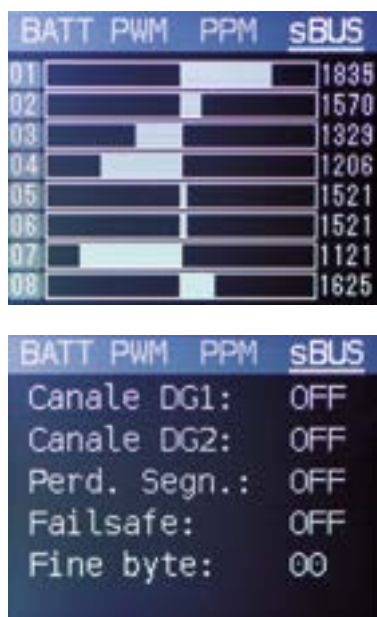 BATT PWM PPM sBUS
01 1835
02 1570
03 1329
04 1206
05 1521
06 1521
07 1121
08 1625
BATT PWM PPM sBUS
Canale DG1: OFF
Canale DG2: OFF
Perd. Segn.: OFF
Failsafe: OFF
Fine byte: 00